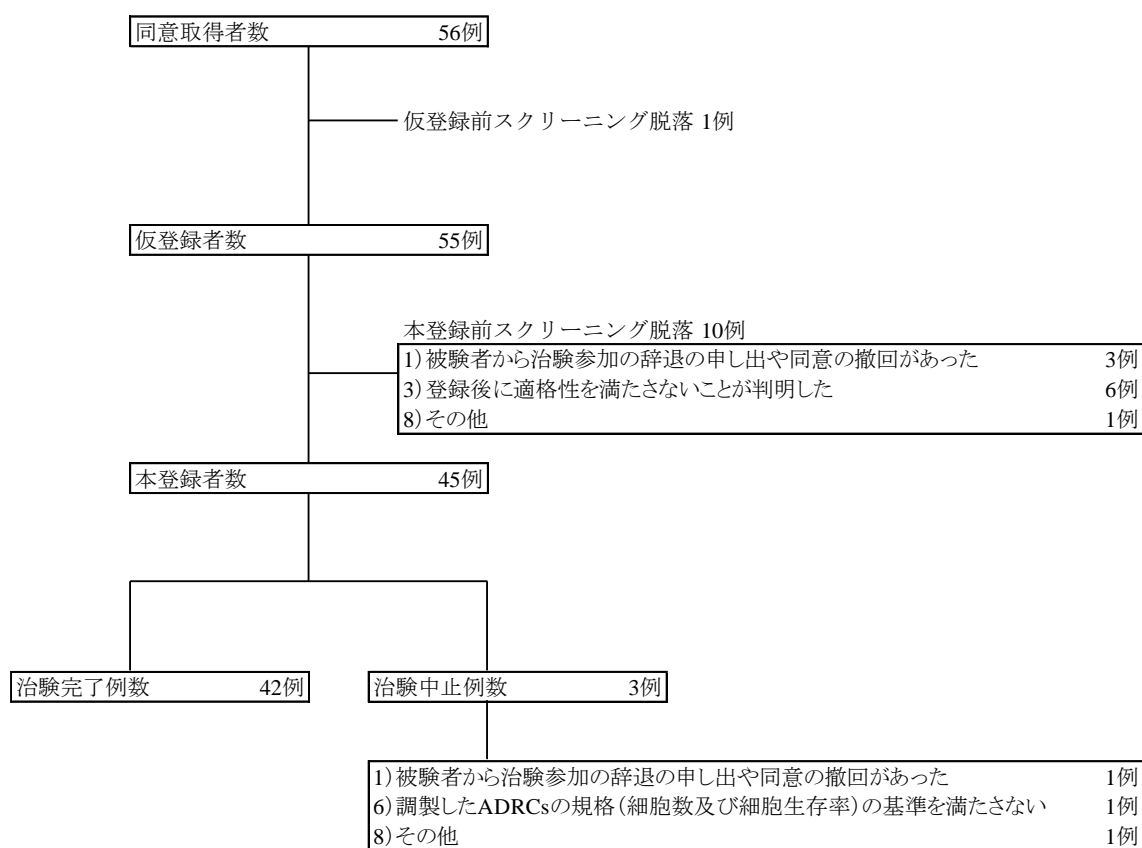 同意取得者数 56例
仮登録前スクリーニング脱落 1例
仮登録者数 55例
本登録前スクリーニング脱落 10例
1）被験者から治験参加の辞退の申し出や同意の撤回があった 3例
3）登録後に適格性を満たさないことが判明した 6例
8）その他 1例
本登録者数 45例
治験完了例数 42例
治験中止例数 3例
1）被験者から治験参加の辞退の申し出や同意の撤回があった 1例
6）調製したADRCsの規格（細胞数及び細胞生存率）の基準を満たさない 1例
8）その他 1例